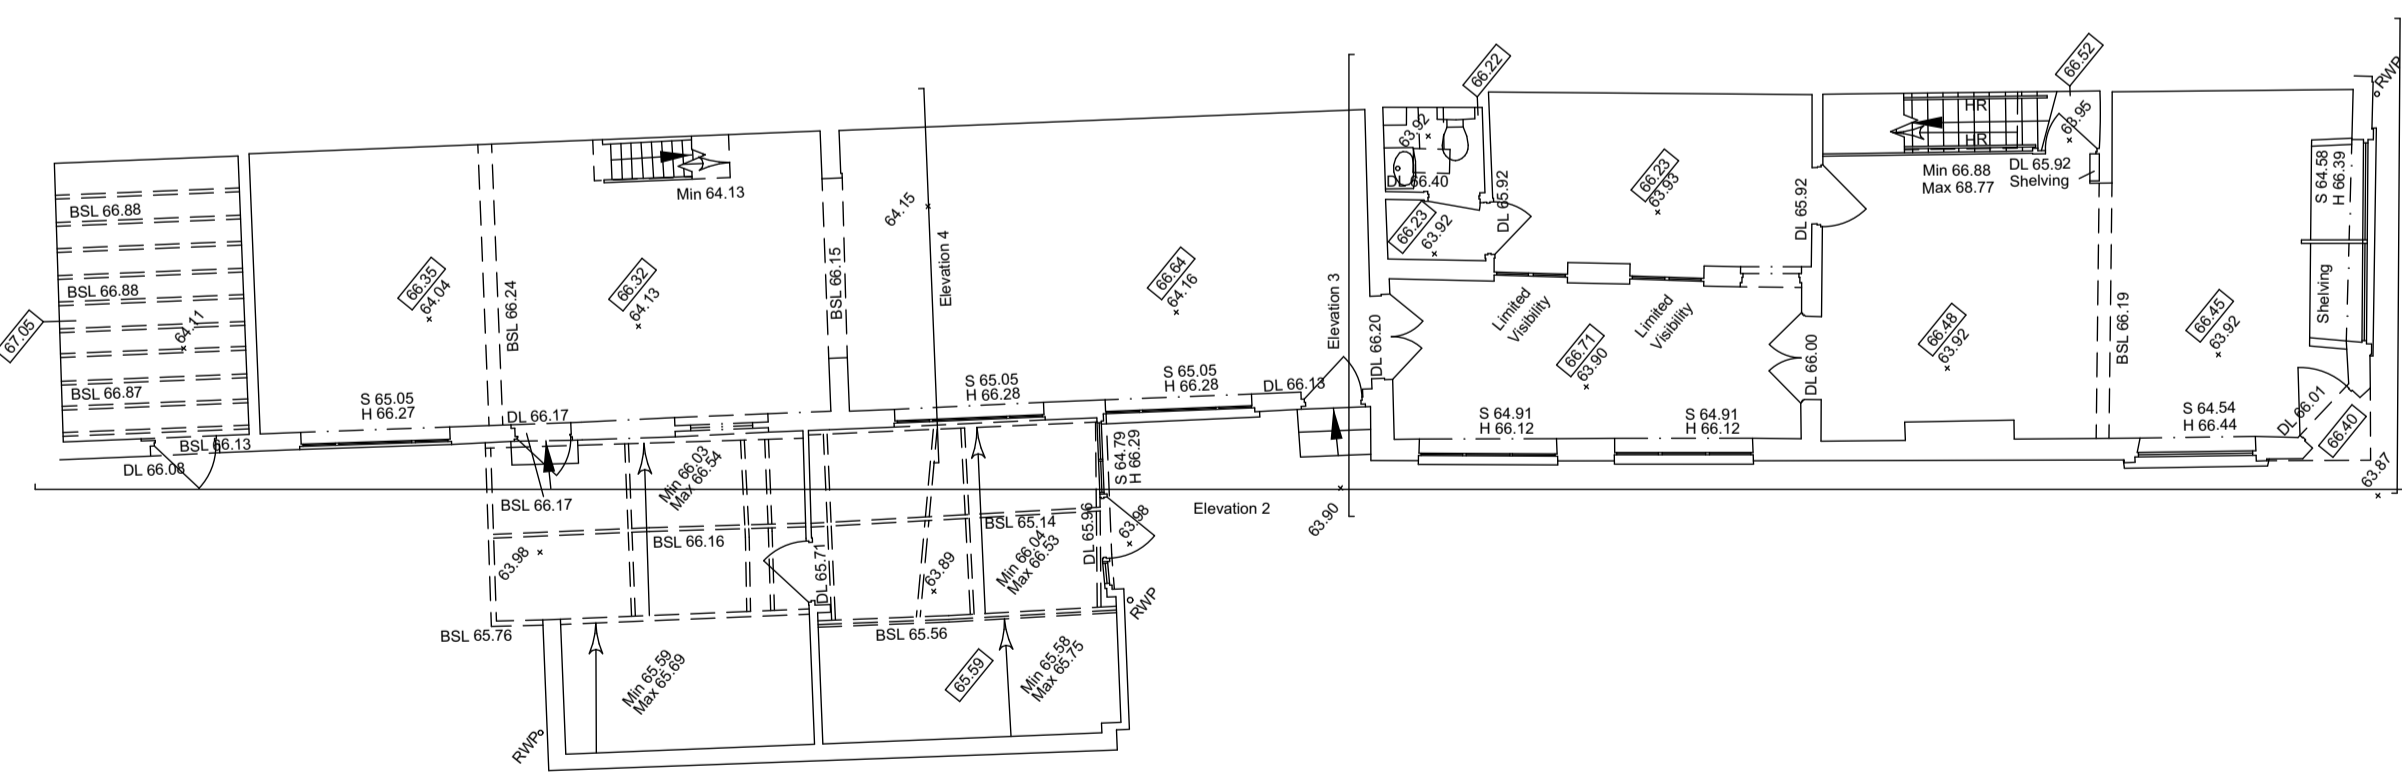 67.05
BSL 66.88
BSL 66.88
64.11
BSL 66.87
BSL 66.13
DL 66.08
66.35
64.04
S 65.05
H 66.27
BSL 66.24
Min 64.13
66.32
64.13
DL 66.17
BSL 66.17
BSL 66.15
64.15
Elevation 4
66.64
64.16
S 65.05
H 66.28
S 65.05
H 66.28
DL 66.13
Elevation 3
63.98
BSL 65.76
Min 66.03
Max 66.54
BSL 66.16
DL 65.71
Min 65.59
Max 65.69
RWP
63.89
BSL 65.56
65.59
BSL 65.14
Min 66.04
Max 66.53
Min 65.58
Max 65.75
S 64.79
H 66.29
DL 65.96
63.98
RWP
Elevation 2
63.90
66.22
63.92
DL 66.40
66.23
63.92
DL 65.92
66.23
63.93
DL 65.92
DL 66.20
Limited
Visibility
Limited
Visibility
66.71
63.90
S 64.91
H 66.12
S 64.91
H 66.12
DL 66.00
HR
HR
66.52
63.95
Min 66.88
Max 68.77
DL 65.92
Shelving
66.48
63.92
BSL 66.19
66.45
63.92
S 64.54
H 66.44
S 64.58
H 66.39
Shelving
DL 66.01
66.40
63.87
RWP